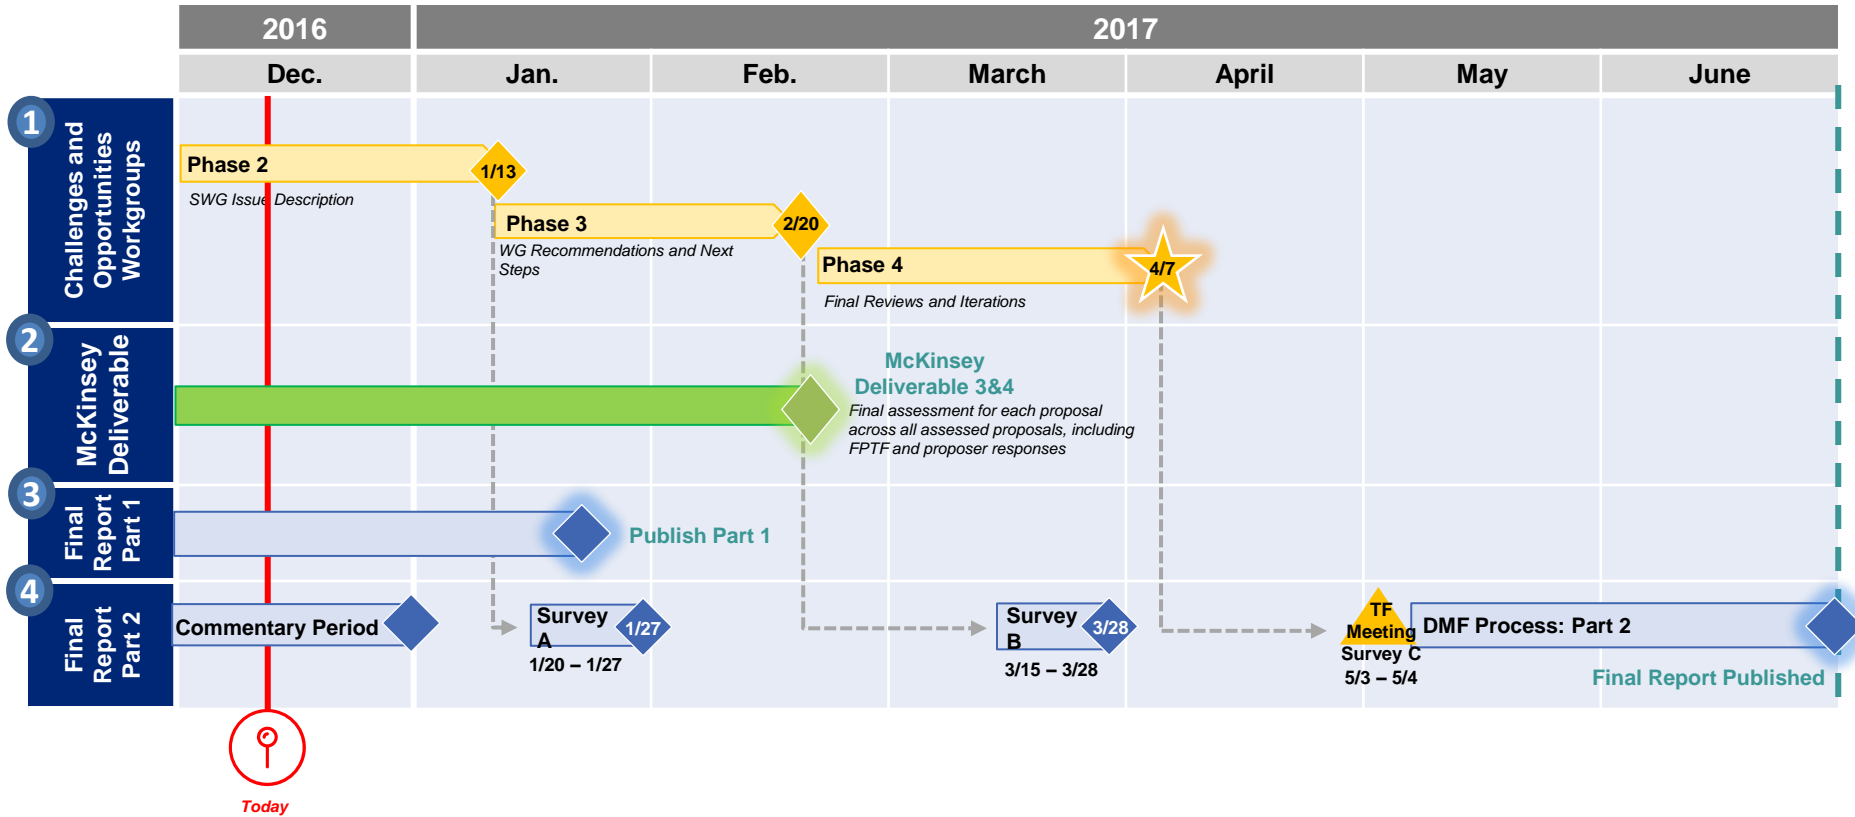 2016
2017
Dec.
Jan.
Feb.
March
April
May
June
1
Challenges and
Opportunities
Workgroups
Phase 2
1/13
SWG Issue Description
Phase 3
2/20
WG Recommendations and Next
Steps
Phase 4
4/7
Final Reviews and Iterations
2
McKinsey
Deliverable
McKinsey
Deliverable 3&4
Final assessment for each proposal
across all assessed proposals, including
FPTF and proposer responses
3
Final
Report
Part 1
Publish Part 1
4
Final
Report
Part 2
Commentary Period
Survey
A
1/27
1/20 – 1/27
Survey
B
3/28
3/15 – 3/28
TF
Meeting
Survey C
5/3 – 5/4
DMF Process: Part 2
Final Report Published
Today